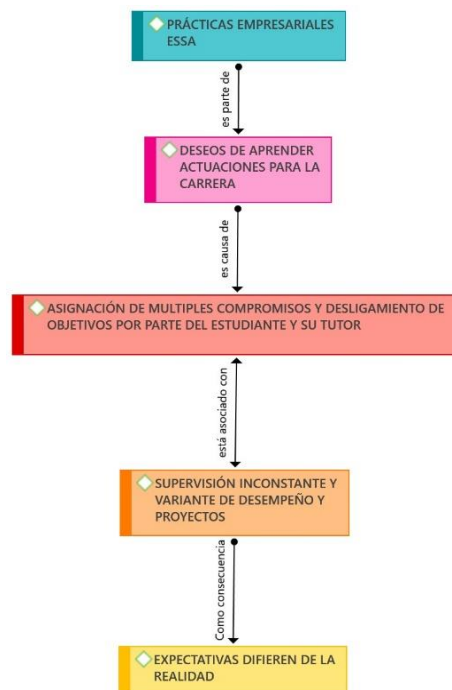 PRÁCTICAS EMPRESARIALES
ESSA
es parte de
DESEOS DE APRENDER
ACTUACIONES PARA LA
CARRERA
es causa de
ASIGNACIÓN DE MULTIPLES COMPROMISOS Y DESLIGAMIENTO DE
OBJETIVOS POR PARTE DEL ESTUDIANTE Y SU TUTOR
está asociado con
SUPERVISIÓN INCONSTANTE Y
VARIANTE DE DESEMPEÑO Y
PROYECTOS
Como consecuencia
EXPECTATIVAS DIFIEREN DE LA
REALIDAD